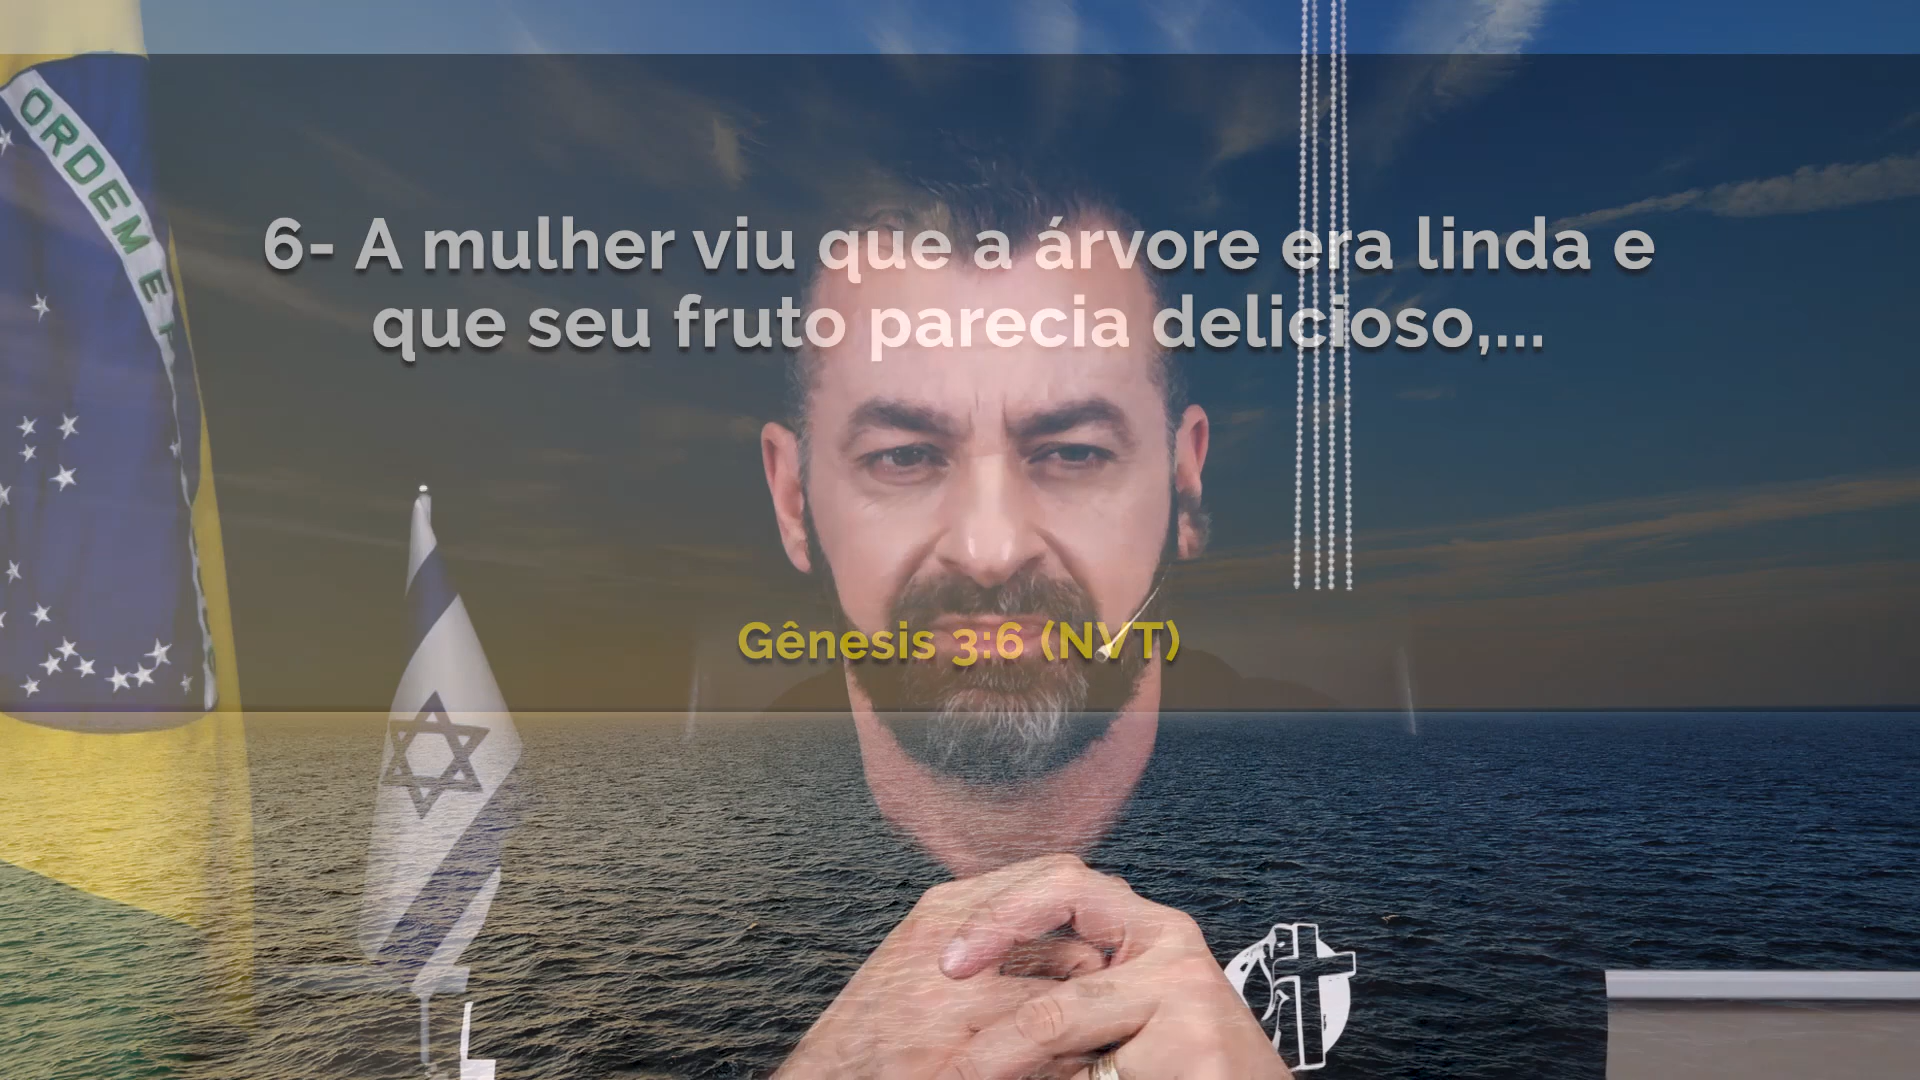 ORDEM E P
6- A mulher viu que a árvore era linda e
que seu fruto parecia delicioso,...
Gênesis 3:6 (NVT)